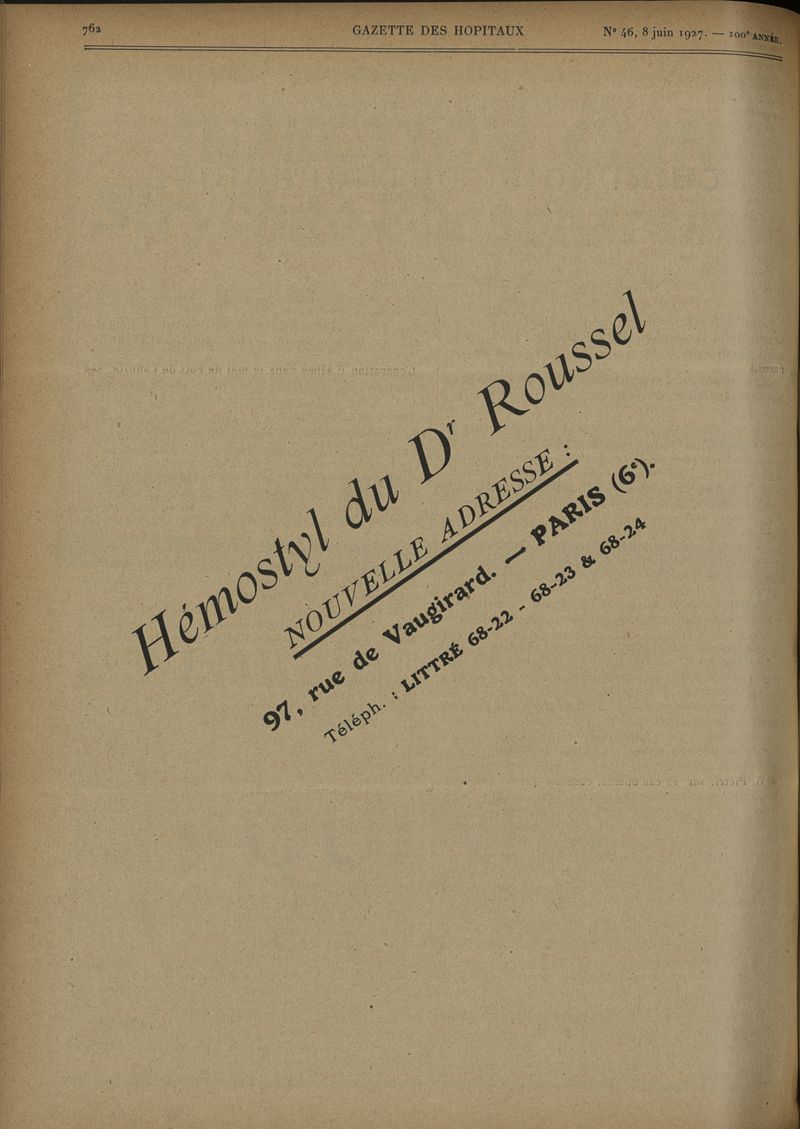 762
GAZETTE DES HOPITAUX
N° 46, 8 juin 1927. — 100e ANNÉE.
Hémostyl du Dr Roussel
NOUVELLE ADRESSE :
97, rue de Vaugirard. — PARIS (6e).
Téléph. : LITTRÉ 68-22 - 68-23 & 68-24